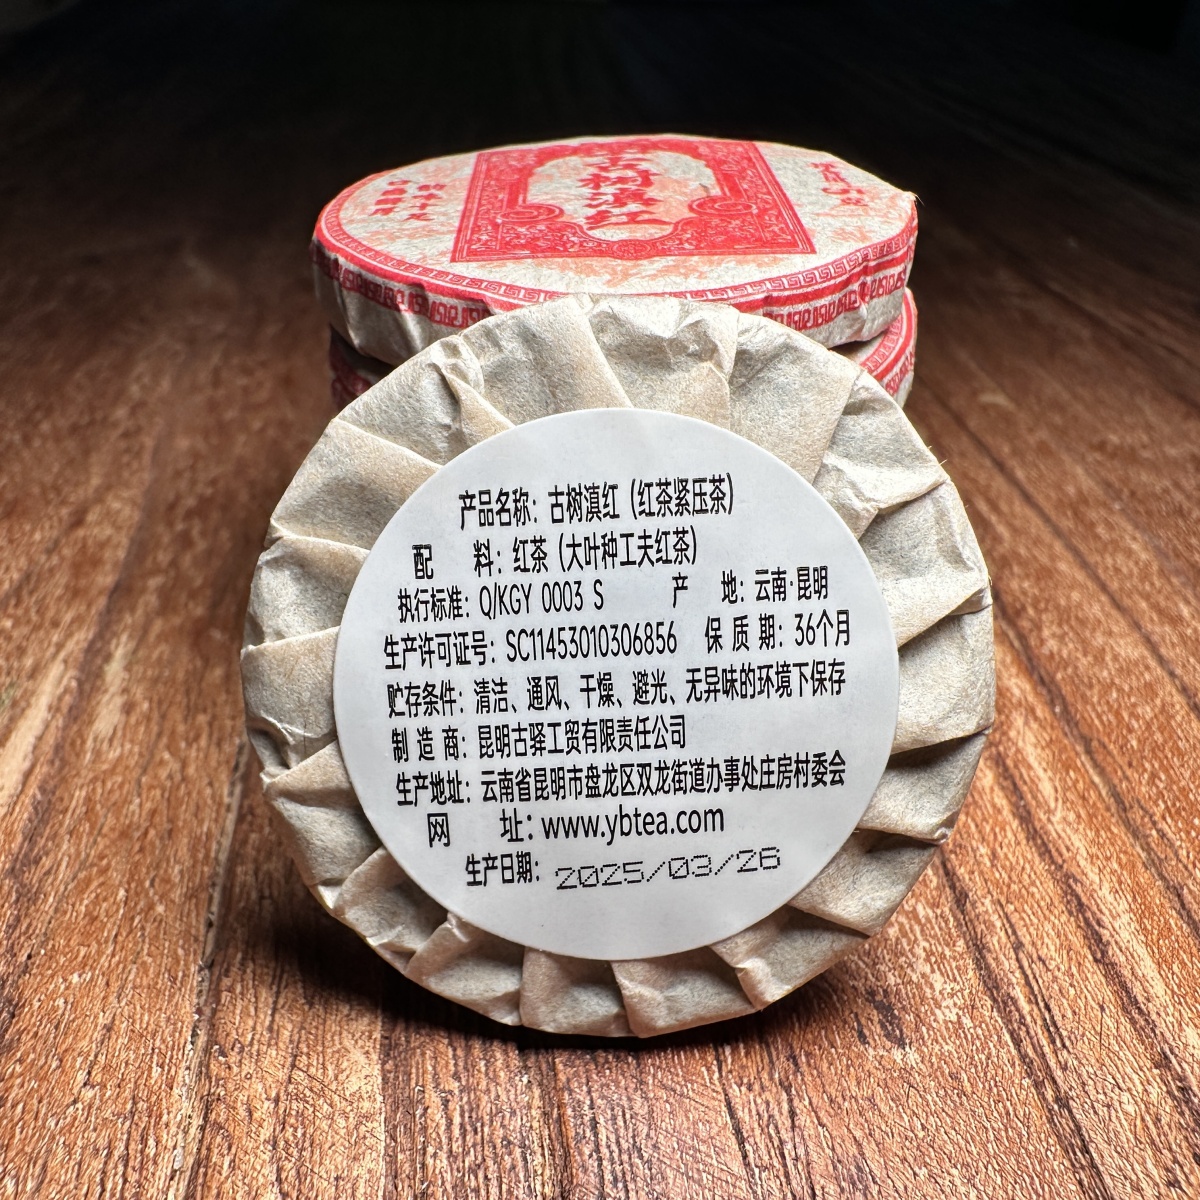 古树滇红
产品名称：古树滇红（红茶紧压茶）
配 料：红茶（大叶种工夫红茶）
执行标准：Q/KGY 0003 S 产 地：云南·昆明
生产许可证号：SC11453010306856 保质期：36个月
贮存条件：清洁、通风、干燥、避光、无异味的环境下保存
制造商：昆明古驿工贸有限责任公司
生产地址：云南省昆明市盘龙区双龙街道办事处庄房村委会
网 址：www.ybtea.com
生产日期：2025/03/26